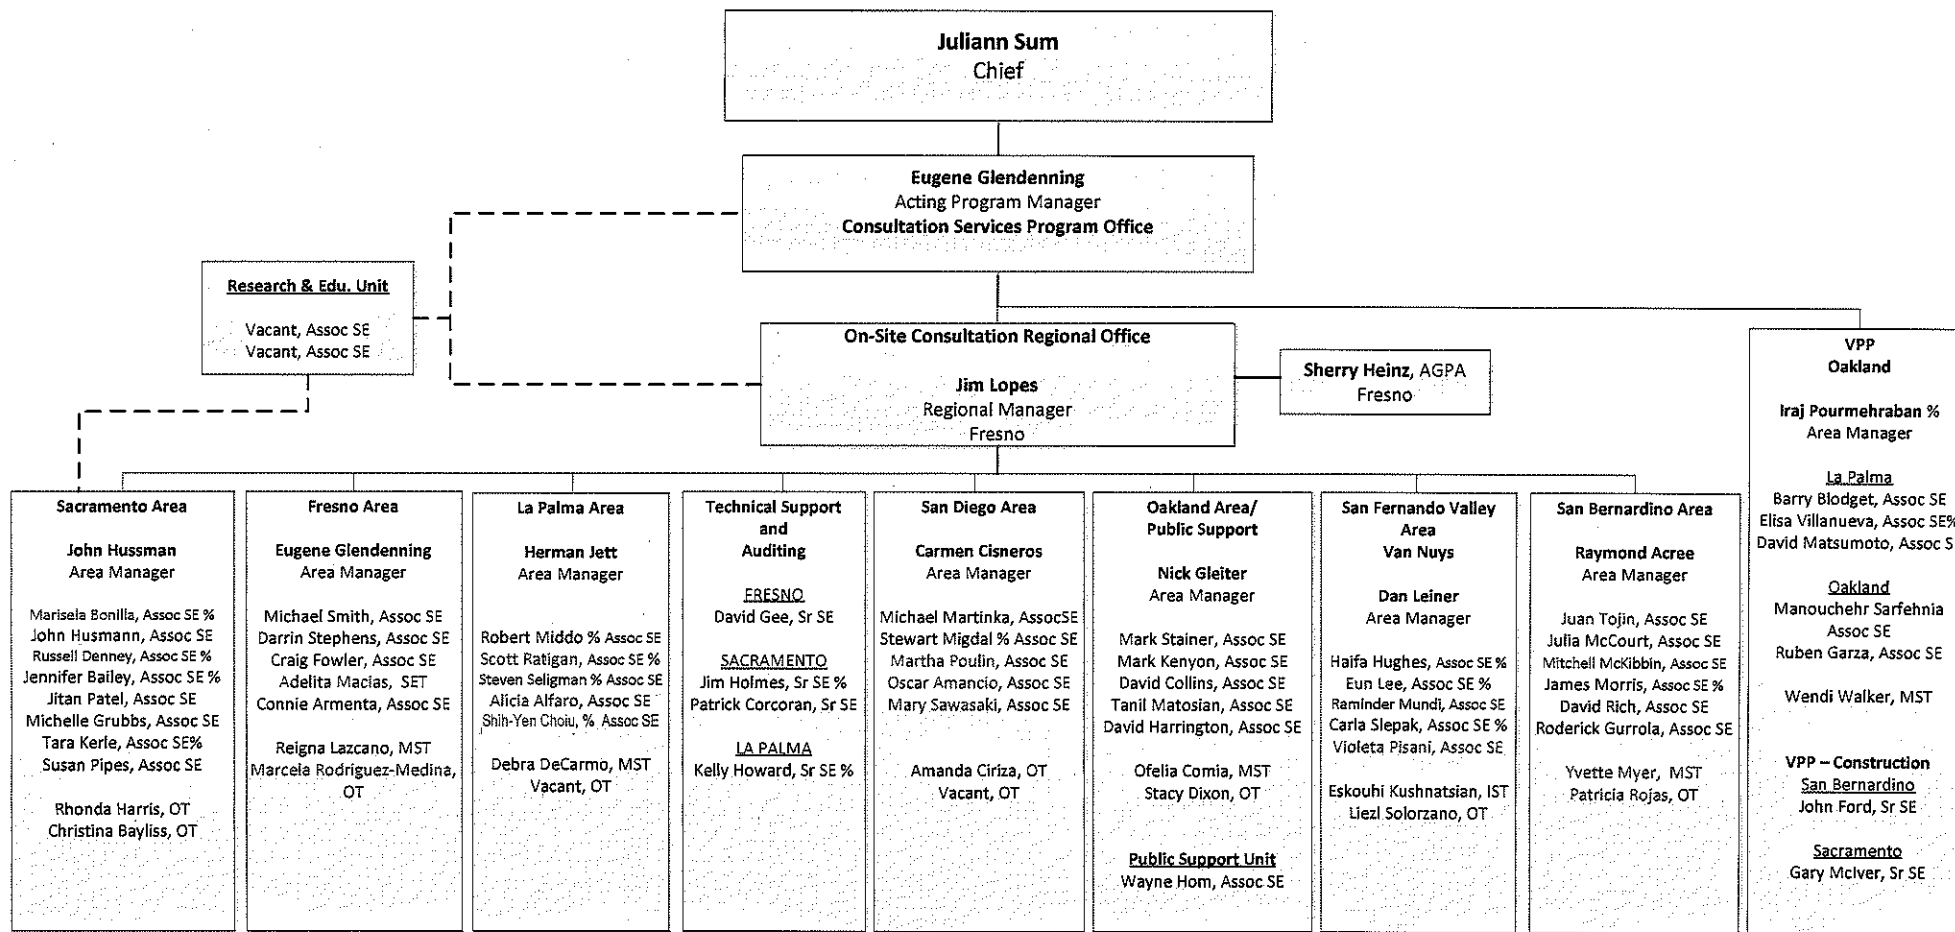 Juliann Sum
Chief
Eugene Glendenning
Acting Program Manager
Consultation Services Program Office
Research & Edu. Unit
Vacant, Assoc SE
Vacant, Assoc SE
On-Site Consultation Regional Office
Jim Lopes
Regional Manager
Fresno
Sherry Heinz, AGPA
Fresno
Sacramento Area
John Hussman
Area Manager
Marisela Bonilla, Assoc SE %
John Husmann, Assoc SE
Russell Denney, Assoc SE %
Jennifer Bailey, Assoc SE %
Jitan Patel, Assoc SE
Michelle Grubbs, Assoc SE
Tara Kerle, Assoc SE%
Susan Pipes, Assoc SE
Rhonda Harris, OT
Christina Bayliss, OT
Fresno Area
Eugene Glendenning
Area Manager
Michael Smith, Assoc SE
Darrin Stephens, Assoc SE
Craig Fowler, Assoc SE
Adelita Macias, SET
Connie Armenta, Assoc SE
Reigna Lazcano, MST
Marcela Rodriguez-Medina,
OT
La Palma Area
Herman Jett
Area Manager
Robert Middo % Assoc SE
Scott Ratigan, Assoc SE %
Steven Seligman % Assoc SE
Alicia Alfaro, Assoc SE
Shih-Yen Choiu, % Assoc SE
Debra DeCarmo, MST
Vacant, OT
Technical Support
and
Auditing
FRESNO
David Gee, Sr SE
SACRAMENTO
Jim Holmes, Sr SE %
Patrick Corcoran, Sr SE
LA PALMA
Kelly Howard, Sr SE %
San Diego Area
Carmen Cisneros
Area Manager
Michael Martinka, AssocSE
Stewart Migdal % Assoc SE
Martha Poulin, Assoc SE
Oscar Amancio, Assoc SE
Mary Sawasaki, Assoc SE
Amanda Ciriza, OT
Vacant, OT
Oakland Area/
Public Support
Nick Gleiter
Area Manager
Mark Stainer, Assoc SE
Mark Kenyon, Assoc SE
David Collins, Assoc SE
Tanil Matosian, Assoc SE
David Harrington, Assoc SE
Ofelia Comia, MST
Stacy Dixon, OT
Public Support Unit
Wayne Hom, Assoc SE
San Fernando Valley
Area
Van Nuys
Dan Leiner
Area Manager
Haifa Hughes, Assoc SE %
Eun Lee, Assoc SE %
Raminder Mundi, Assoc SE
Carla Slepak, Assoc SE %
Violeta Pisani, Assoc SE
Eskouhi Kushnatsian, IST
Liezl Solorzano, OT
San Bernardino Area
Raymond Acree
Area Manager
Juan Tojin, Assoc SE
Julia McCourt, Assoc SE
Mitchell McKibbin, Assoc SE
James Morris, Assoc SE %
David Rich, Assoc SE
Roderick Gurrola, Assoc SE
Yvette Myer, MST
Patricia Rojas, OT
VPP
Oakland
Iraj Pourmehraban %
Area Manager
La Palma
Barry Blodget, Assoc SE
Elisa Villanueva, Assoc SE%
David Matsumoto, Assoc S
Oakland
Manouchehr Sarfehnia
Assoc SE
Ruben Garza, Assoc SE
Wendi Walker, MST
VPP – Construction
San Bernardino
John Ford, Sr SE
Sacramento
Gary McIver, Sr SE